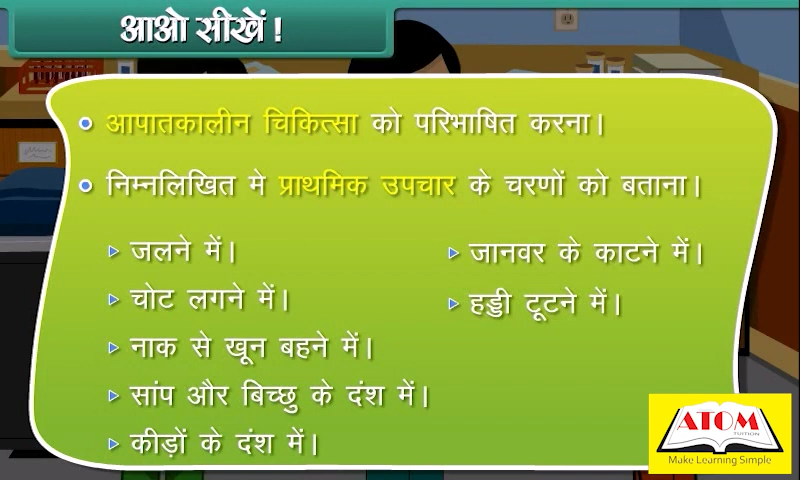 आओ सीखें!
आपातकालीन चिकित्सा को परिभाषित करना।
निम्नलिखित मे प्राथमिक उपचार के चरणों को बताना।
जलने में।
चोट लगने में।
नाक से खून बहने में।
सांप और बिच्छु के दंश में।
कीड़ों के दंश में।
जानवर के काटने में।
हड्डी टूटने में।
ATOM
TUITION
Make Learning Simple